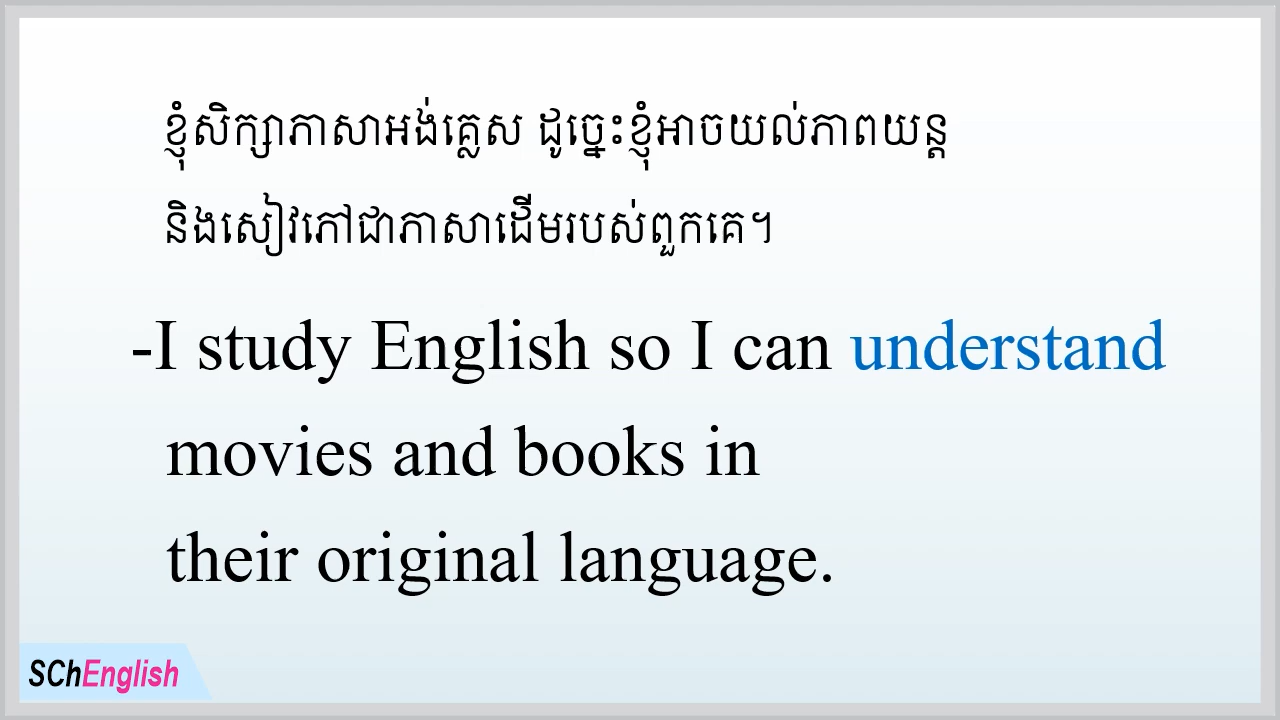 ខ្ញុំសិក្សាភាសាអង់គ្លេស ដូច្នេះខ្ញុំអាចយល់ភាពយន្ត
និងសៀវភៅជាភាសាដើមរបស់ពួកគេ។
-I study English so I can understand
movies and books in
their original language.
SChEnglish